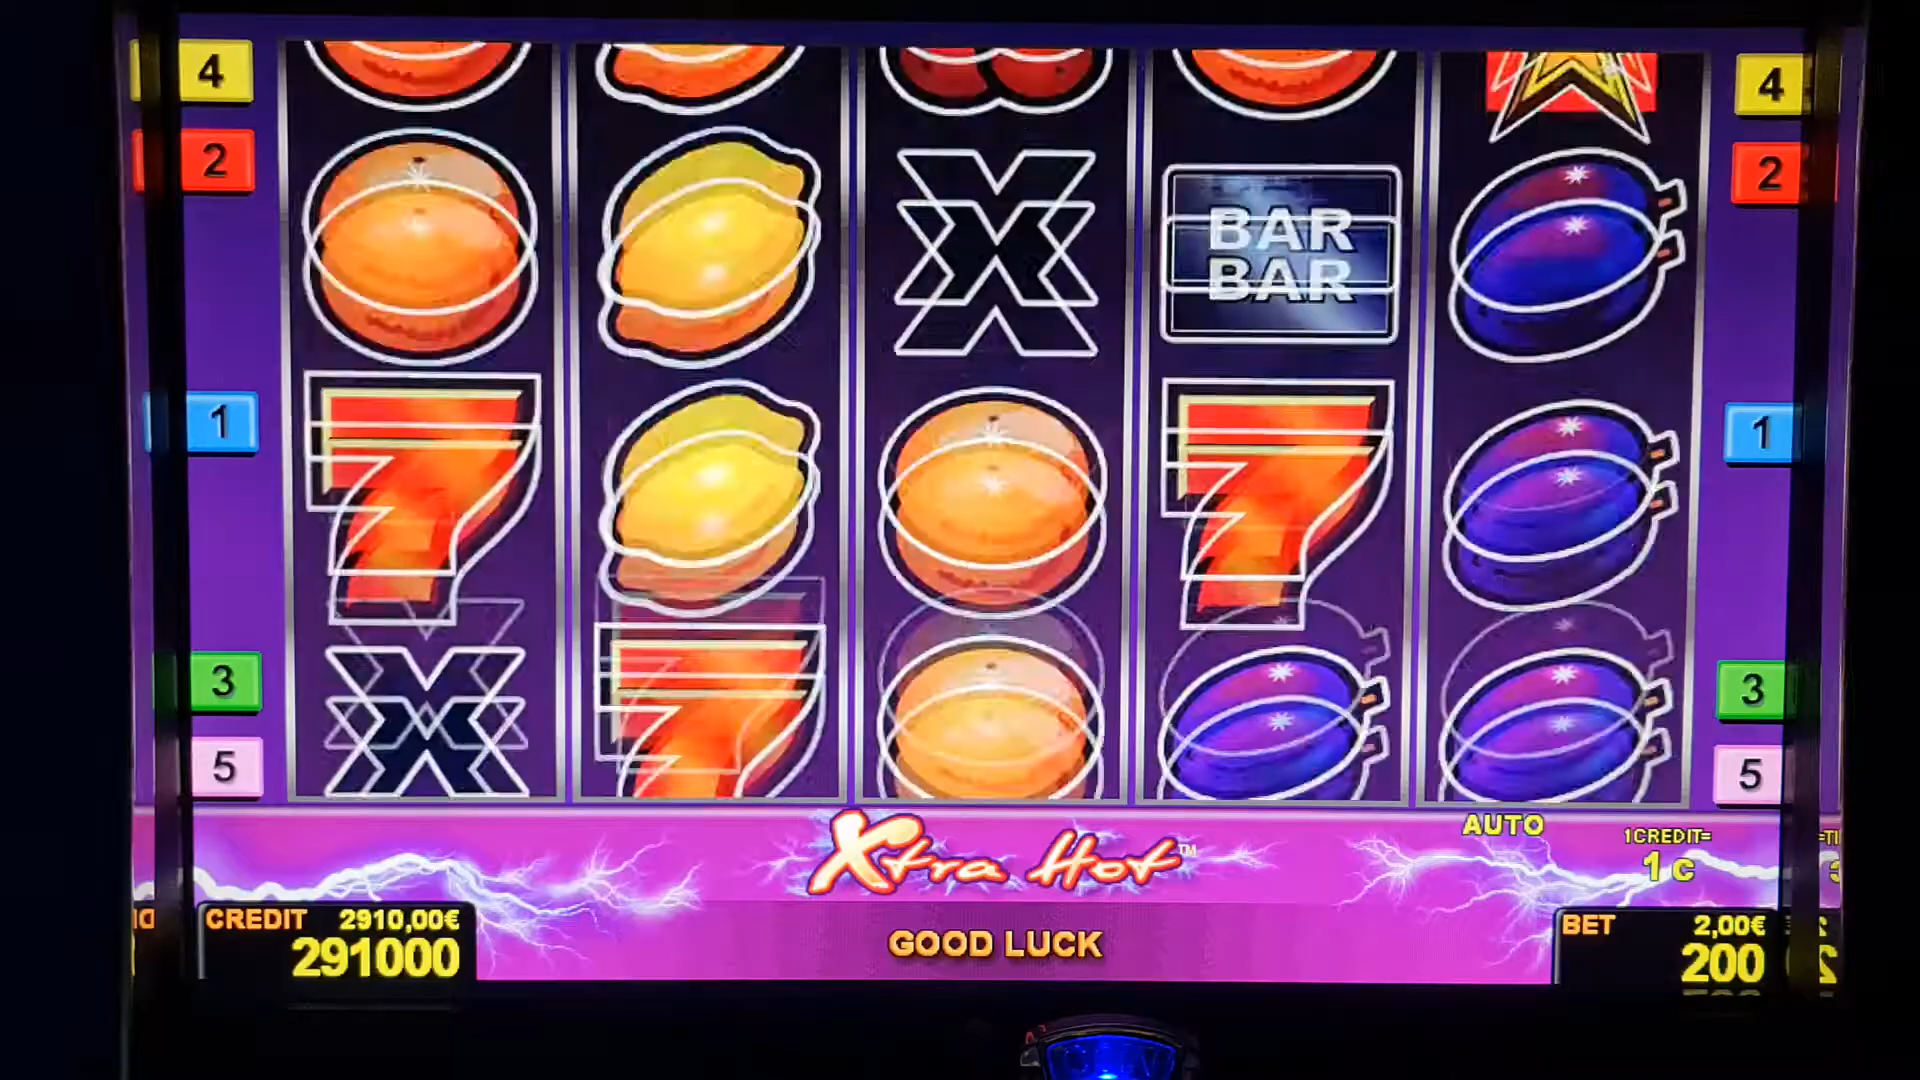 4
4
2
2
BAR
BAR
1
1
3
3
5
5
Xtra Hot™
AUTO
1CREDIT=
1 c
CREDIT 2910,00€
291000
GOOD LUCK
BET 2,00€
200